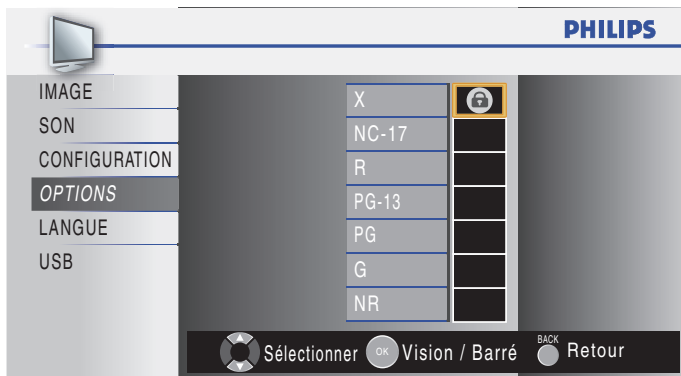 PHILIPS
IMAGE
SON
CONFIGURATION
OPTIONS
LANGUE
USB
X
NC-17
R
PG-13
PG
G
NR
Sélectionner OK Vision / Barré BACK Retour